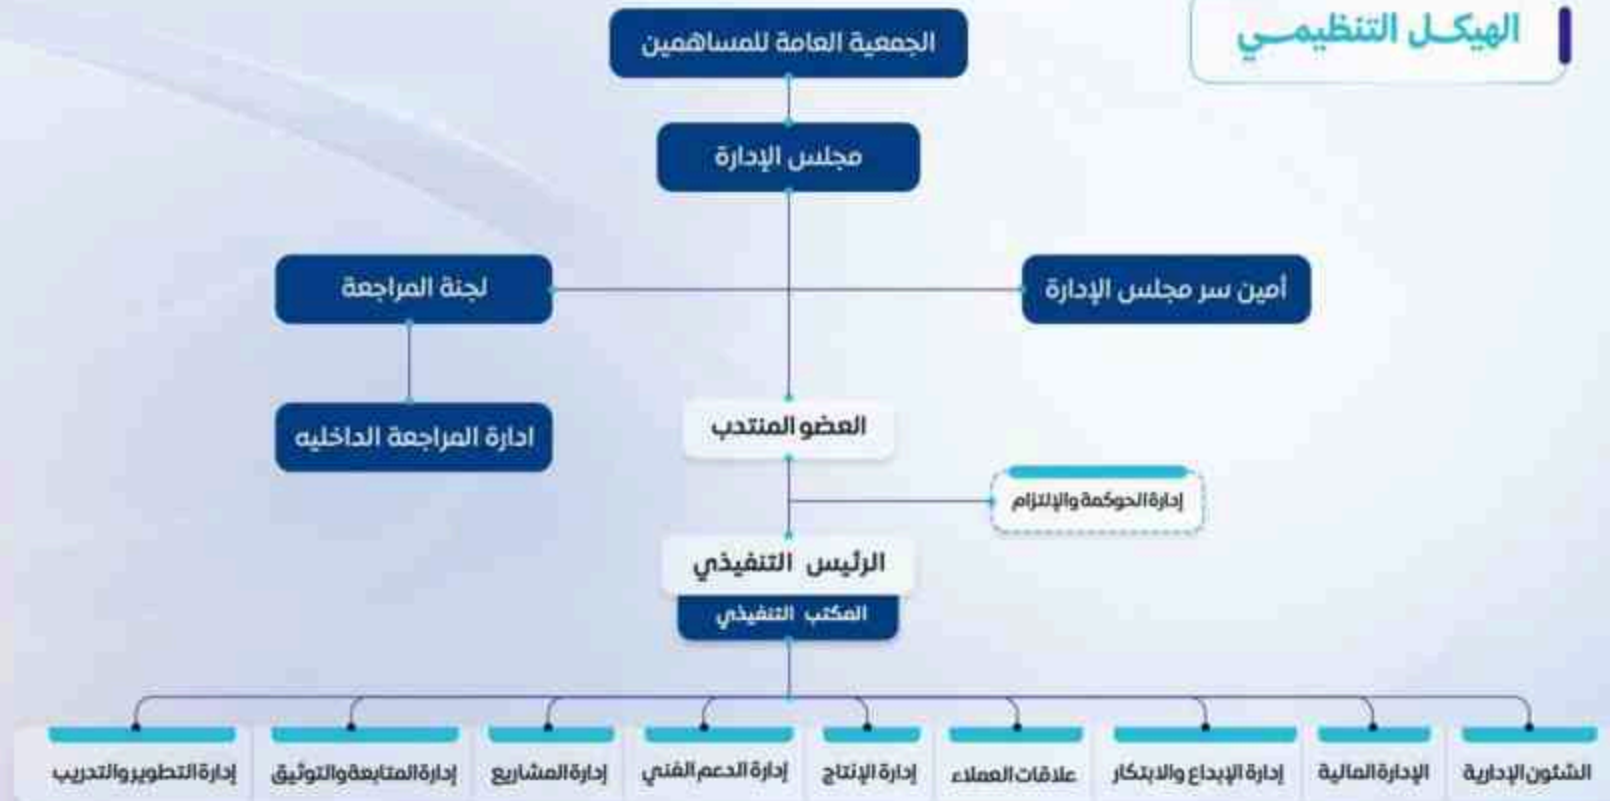 الهيكل التنظيمي
الجمعية العامة للمساهمين
مجلس الإدارة
أمين سر مجلس الإدارة
لجنة المراجعة
ادارة المراجعة الداخليه
العضو المنتدب
إدارة الحوكمة والإلتزام
الرئيس التنفيذي
المكتب التنفيذي
الشئون الإدارية
الإدارة المالية
إدارة الإبداع والابتكار
علاقات العملاء
إدارة الإنتاج
إدارة الدعم الفني
إدارة المشاريع
إدارة المتابعة والتوثيق
إدارة التطوير والتدريب